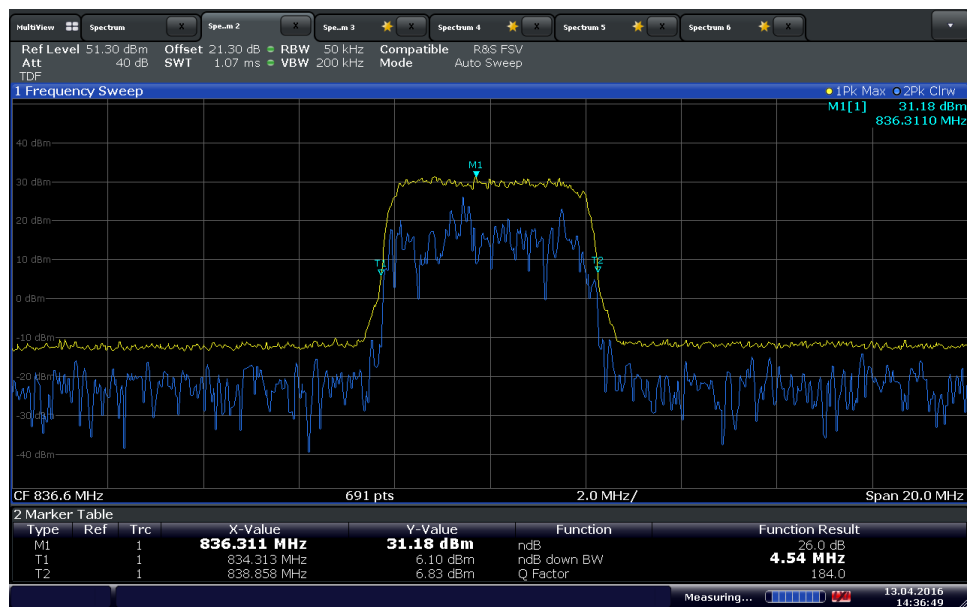 MultiView Spectrum X Spe...m 2 X Spe...m 3 X Spectrum 4 X Spectrum 5 X Spectrum 6 X
Ref Level 51.30 dBm Offset 21.30 dB RBW 50 kHz Compatible R&S FSV
Att 40 dB SWT 1.07 ms VBW 200 kHz Mode Auto Sweep
TDF
1 Frequency Sweep 1Pk Max 2Pk Clrw
M1[1] 31.18 dBm
836.3110 MHz
40 dBm
M1
30 dBm
20 dBm
10 dBm
T1 T2
0 dBm
-10 dBm
-20 dBm
-30 dBm
-40 dBm
CF 836.6 MHz 691 pts 2.0 MHz/ Span 20.0 MHz
2 Marker Table
Type Ref Trc X-Value Y-Value Function Function Result
M1 1 836.311 MHz 31.18 dBm ndB 26.0 dB
T1 1 834.313 MHz 6.10 dBm ndB down BW 4.54 MHz
T2 1 838.858 MHz 6.83 dBm Q Factor 184.0
Measuring... 13.04.2016
14:36:49